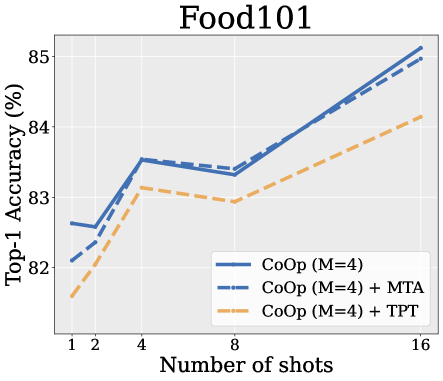 Food101
Top-1 Accuracy (%)
85
84
83
82
CoOp (M=4)
CoOp (M=4) + MTA
CoOp (M=4) + TPT
1 2 4 8 16
Number of shots